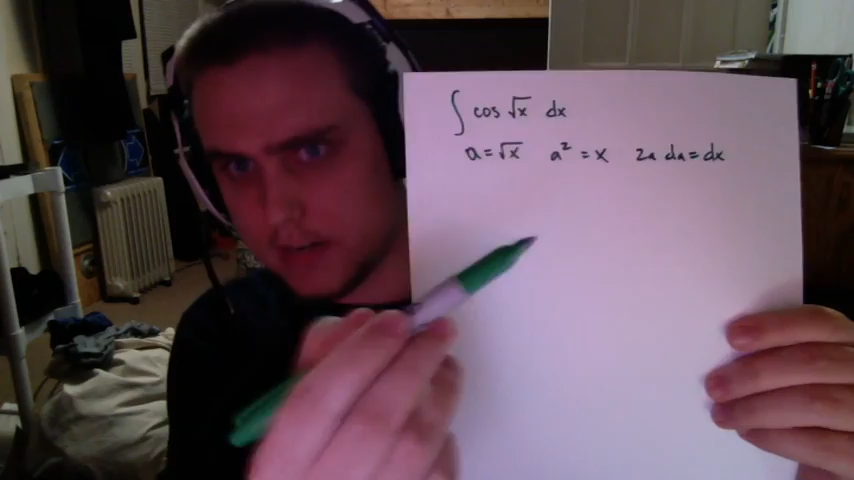 ∫ cos √x dx
a = √x a² = x 2a da = dx